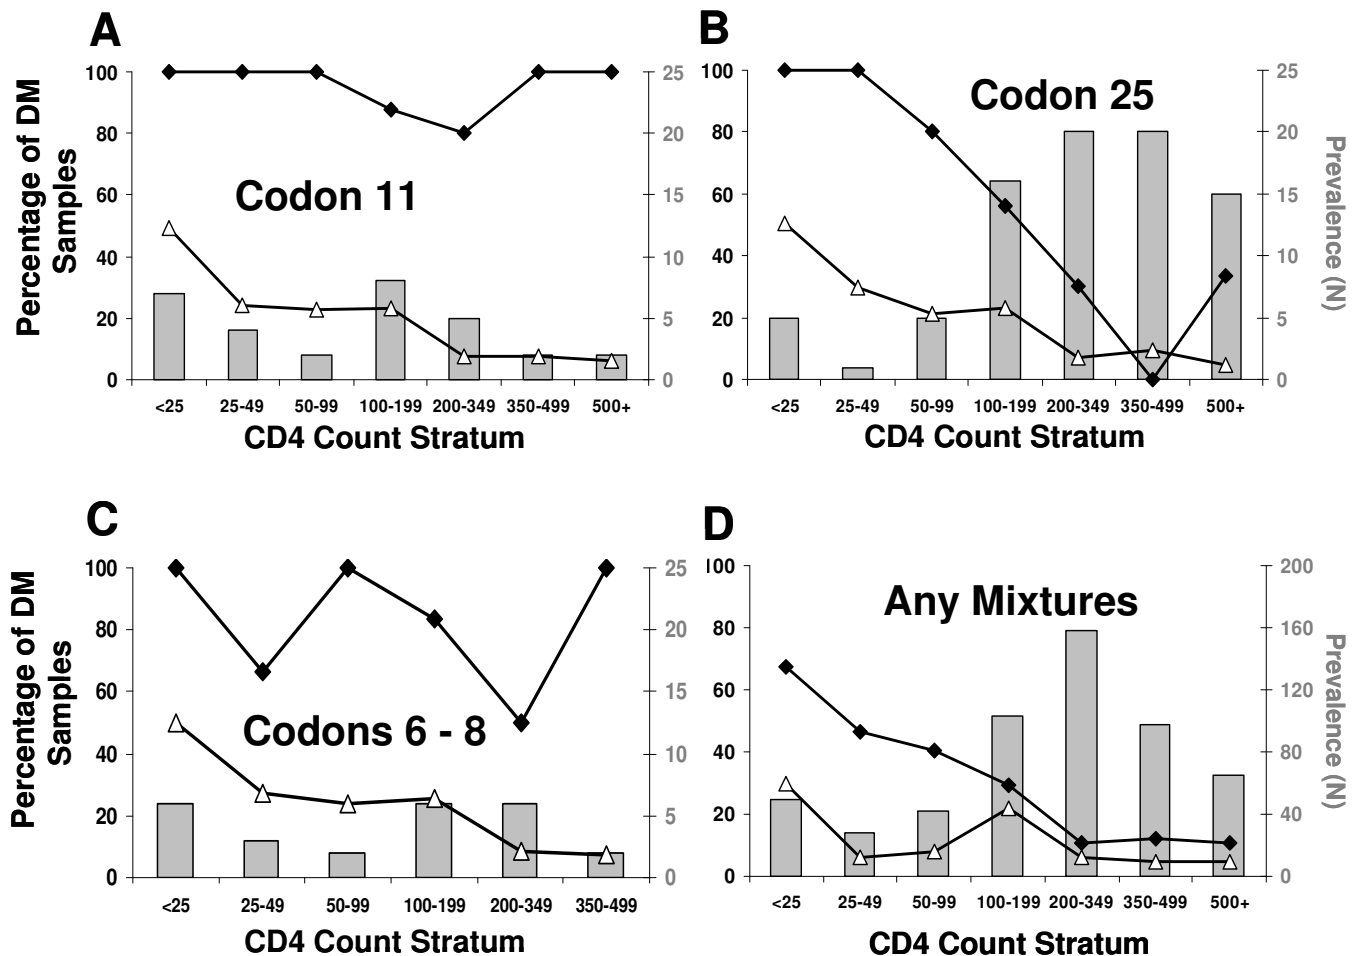 A
Percentage of DM
Samples
100
80
60
40
20
0
Codon 11
25
20
15
10
5
0
<25 25-49 50-99 100-199 200-349 350-499 500+
CD4 Count Stratum
B
100
80
60
40
20
0
Codon 25
25
20
15
10
5
0
Prevalence (N)
<25 25-49 50-99 100-199 200-349 350-499 500+
CD4 Count Stratum
C
Percentage of DM
Samples
100
80
60
40
20
0
Codons 6 - 8
25
20
15
10
5
0
<25 25-49 50-99 100-199 200-349 350-499
CD4 Count Stratum
D
100
80
60
40
20
0
Any Mixtures
200
160
120
80
40
0
Prevalence (N)
<25 25-49 50-99 100-199 200-349 350-499 500+
CD4 Count Stratum